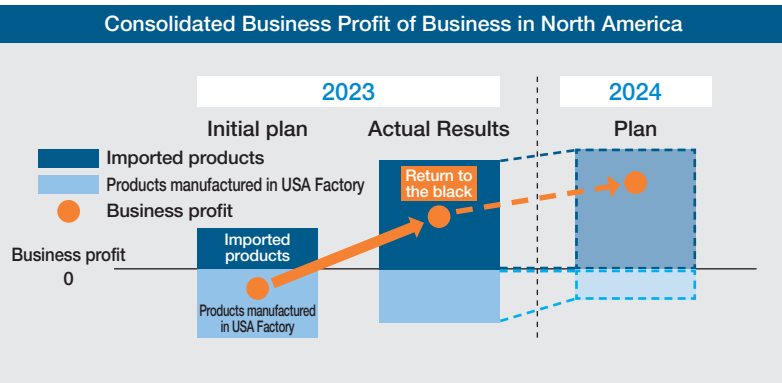 Consolidated Business Profit of Business in North America
2023
2024
Initial plan
Actual Results
Plan
Imported products
Products manufactured in USA Factory
Business profit
Return to
the black
Imported
products
Business profit
0
Products manufactured
in USA Factory